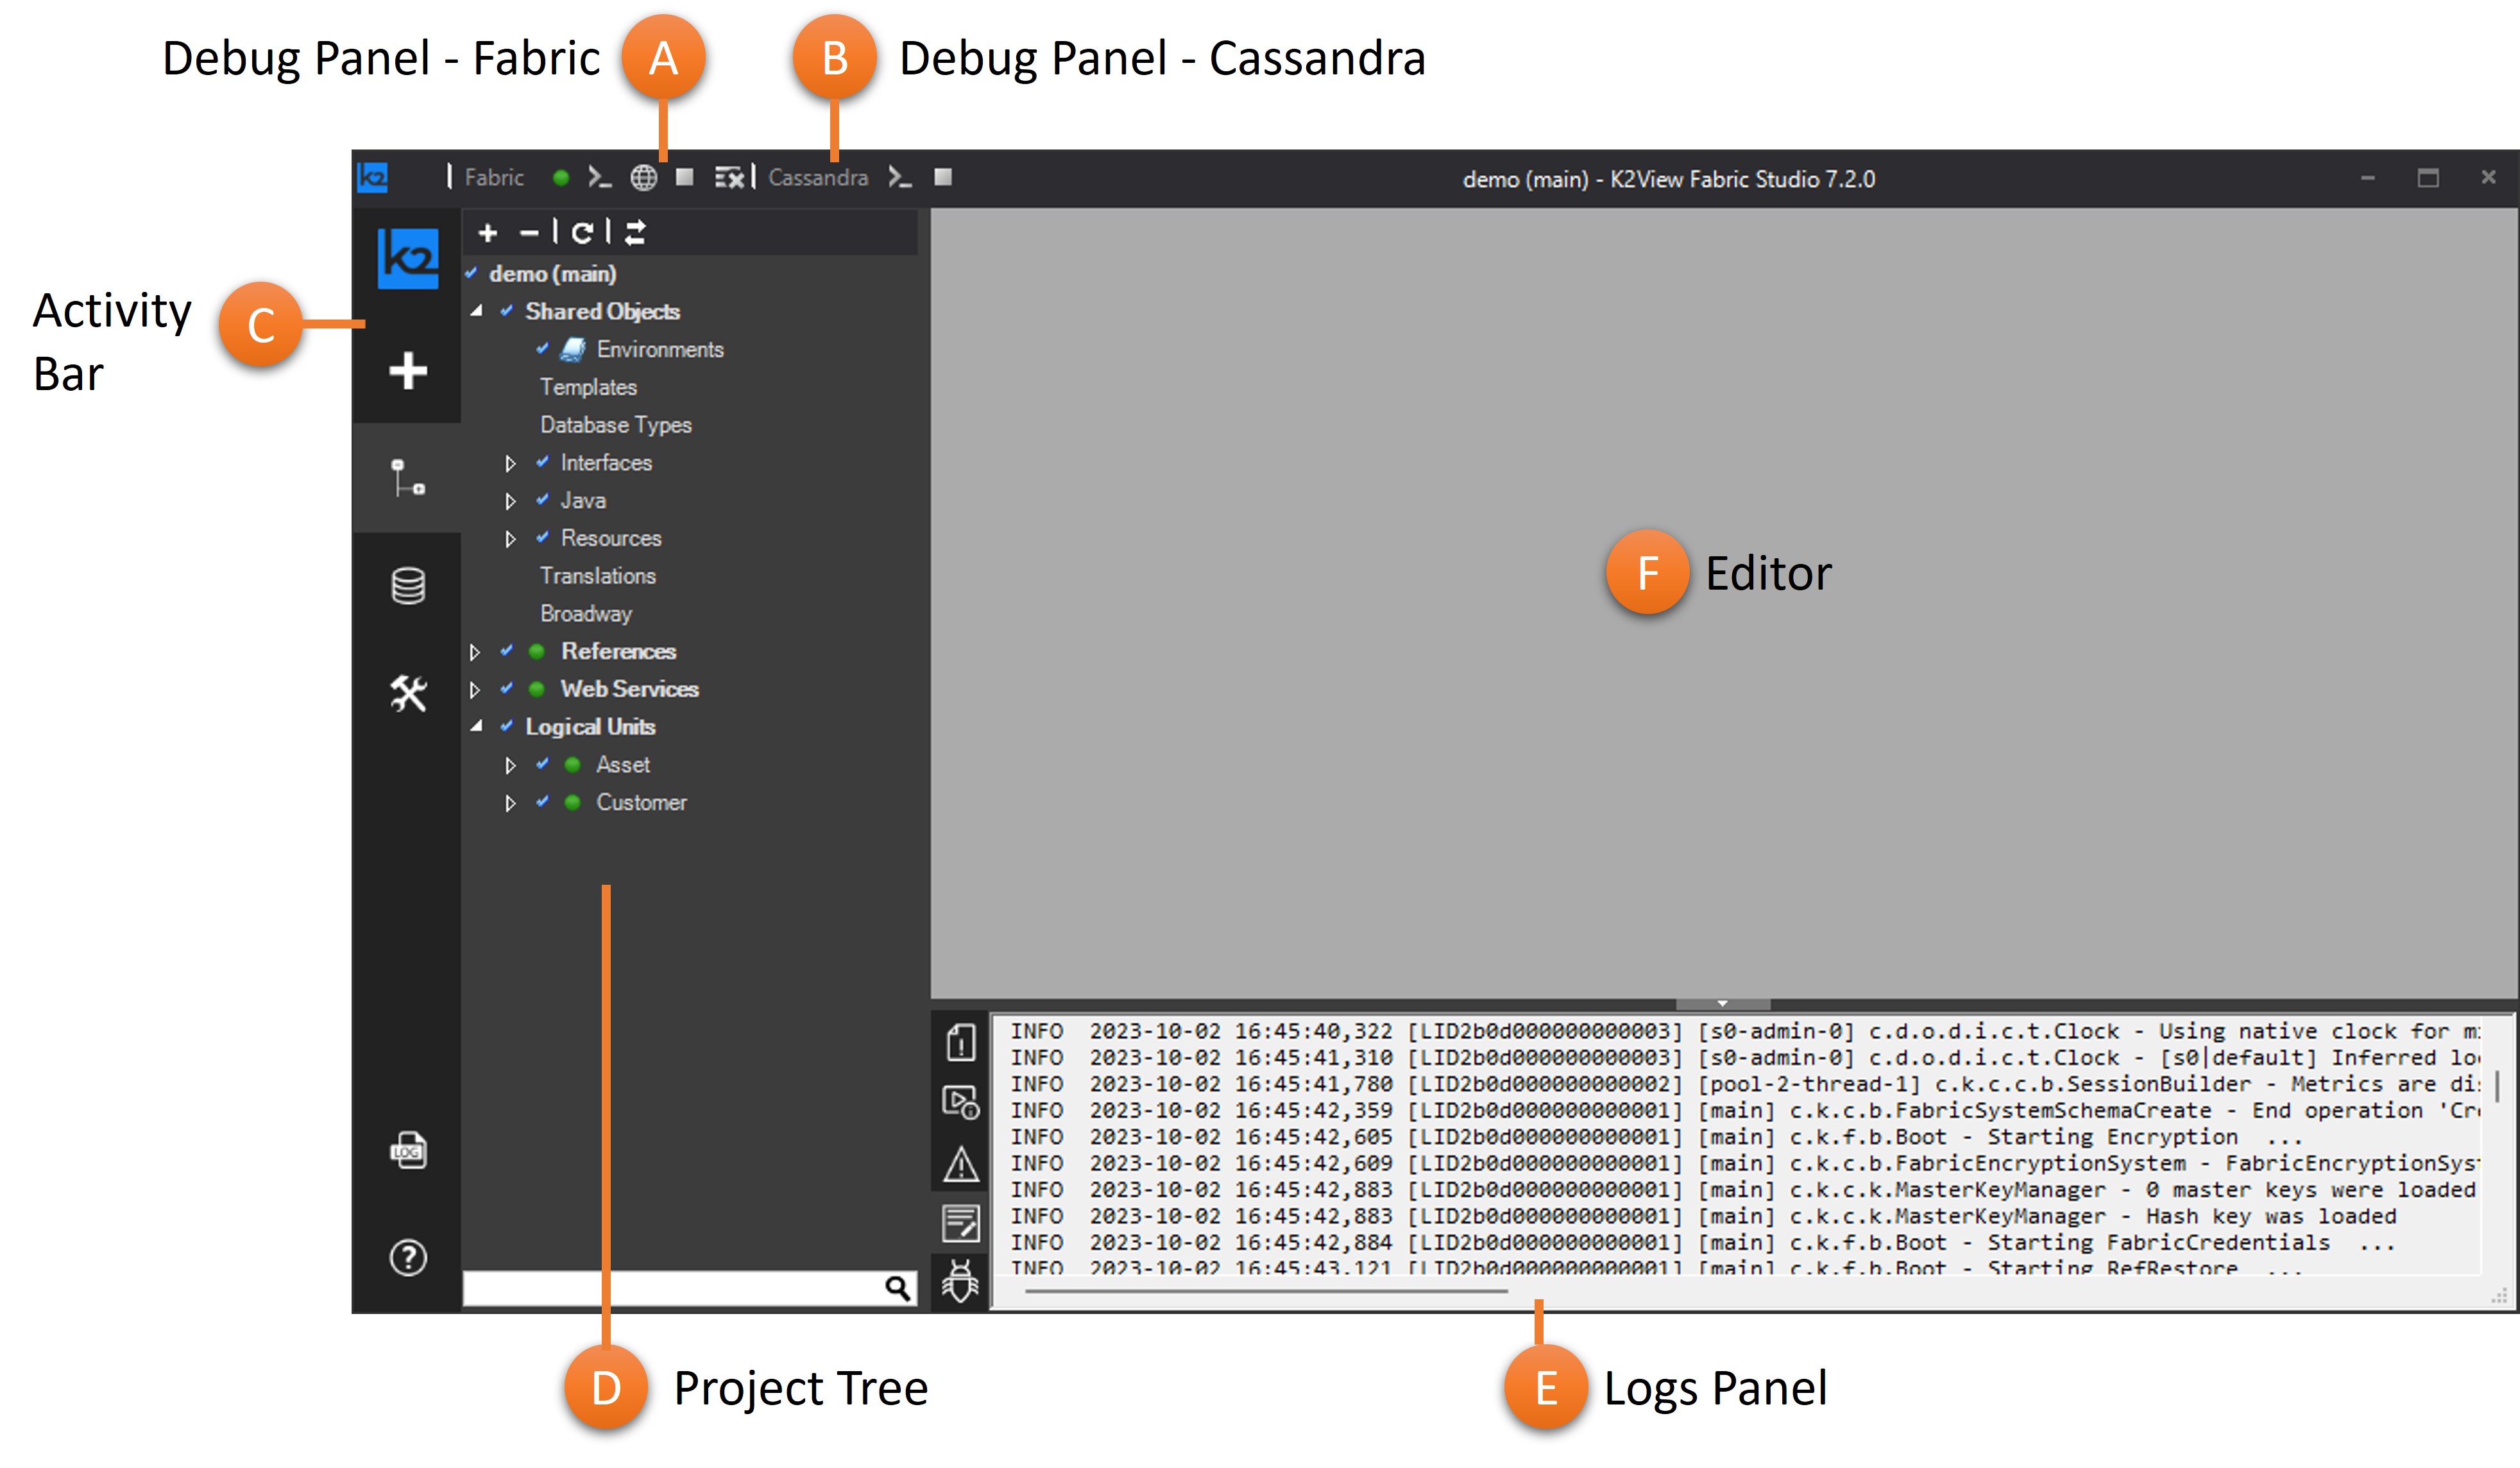 Debug Panel - Fabric A
B Debug Panel - Cassandra
K2 Fabric Cassandra demo (main) - K2View Fabric Studio 7.2.0
K2
demo (main)
Activity
Bar
C
Shared Objects
Environments
Templates
Database Types
Interfaces
Java
Resources
Translations
Broadway
References
Web Services
Logical Units
Asset
Customer
F Editor
LOG
?
INFO 2023-10-02 16:45:40,322 [LID2b0d000000000003] [s0-admin-0] c.d.o.d.i.c.t.Clock - Using native clock for
INFO 2023-10-02 16:45:41,310 [LID2b0d000000000003] [s0-admin-0] c.d.o.d.i.c.t.Clock - [s0|default] Inferred
INFO 2023-10-02 16:45:41,780 [LID2b0d000000000002] [pool-2-thread-1] c.k.c.c.b.SessionBuilder - Metrics are
INFO 2023-10-02 16:45:42,359 [LID2b0d000000000001] [main] c.k.c.b.FabricSystemSchemaCreate - End operation
INFO 2023-10-02 16:45:42,605 [LID2b0d000000000001] [main] c.k.f.b.Boot - Starting Encryption ...
INFO 2023-10-02 16:45:42,609 [LID2b0d000000000001] [main] c.k.c.b.FabricEncryptionSystem -
INFO 2023-10-02 16:45:42,883 [LID2b0d000000000001] [main] c.k.c.k.MasterKeyManager - 0 master keys were loaded
INFO 2023-10-02 16:45:42,883 [LID2b0d000000000001] [main] c.k.c.k.MasterKeyManager - Hash key was loaded
INFO 2023-10-02 16:45:42,884 [LID2b0d000000000001] [main] c.k.f.b.Boot - Starting FabricCredentials ...
INFO 2023-10-02 16:45:43,121 [LID2b0d000000000001] [main] c.k.f.b.Boot - Starting RefRestore ...
D Project Tree
E Logs Panel